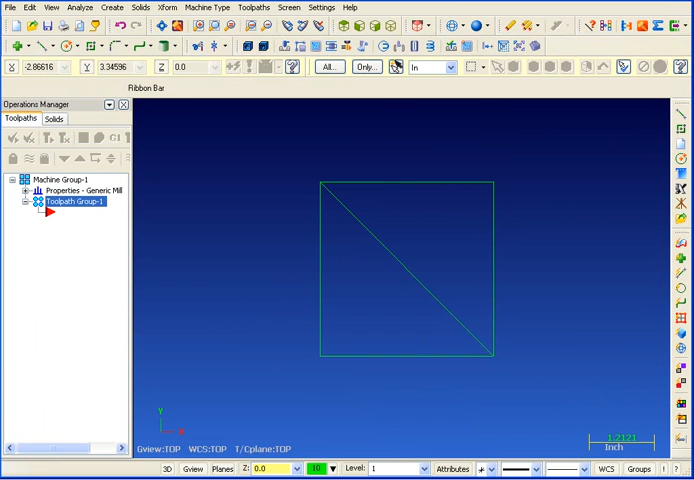 File Edit View Analyze Create Solids Xform Machine Type Toolpaths Screen Settings Help
X -2.86616 Y 3.34596 Z 0.0 All... Only... In
Ribbon Bar
Operations Manager
Toolpaths Solids
G1
Machine Group-1
Properties - Generic Mill
Toolpath Group-1
Y
X
Gview:TOP WCS:TOP T/Cplane:TOP
1.2121
Inch
3D Gview Planes Z: 0.0 10 Level: 1 Attributes WCS Groups ?